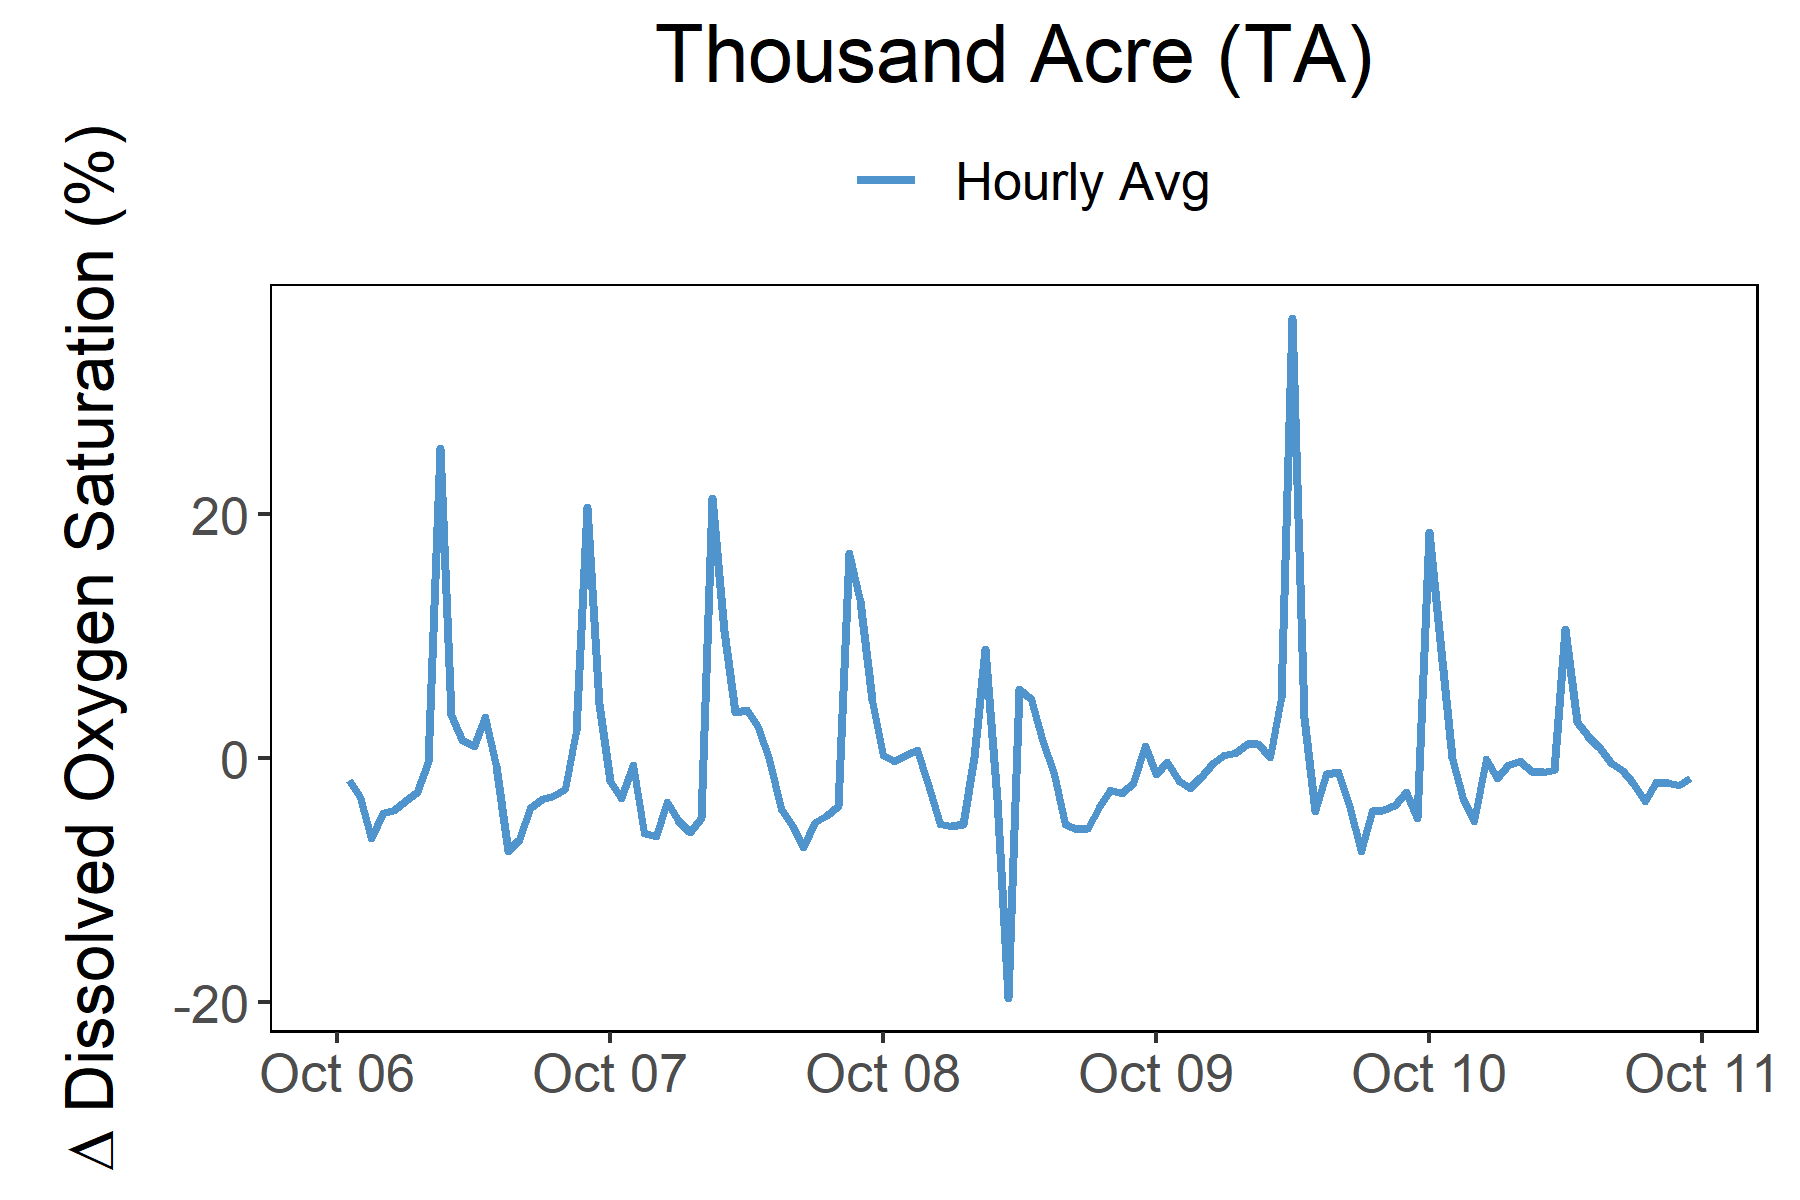 Thousand Acre (TA)
Hourly Avg
Δ Dissolved Oxygen Saturation (%)
20
0
-20
Oct 06 Oct 07 Oct 08 Oct 09 Oct 10 Oct 11